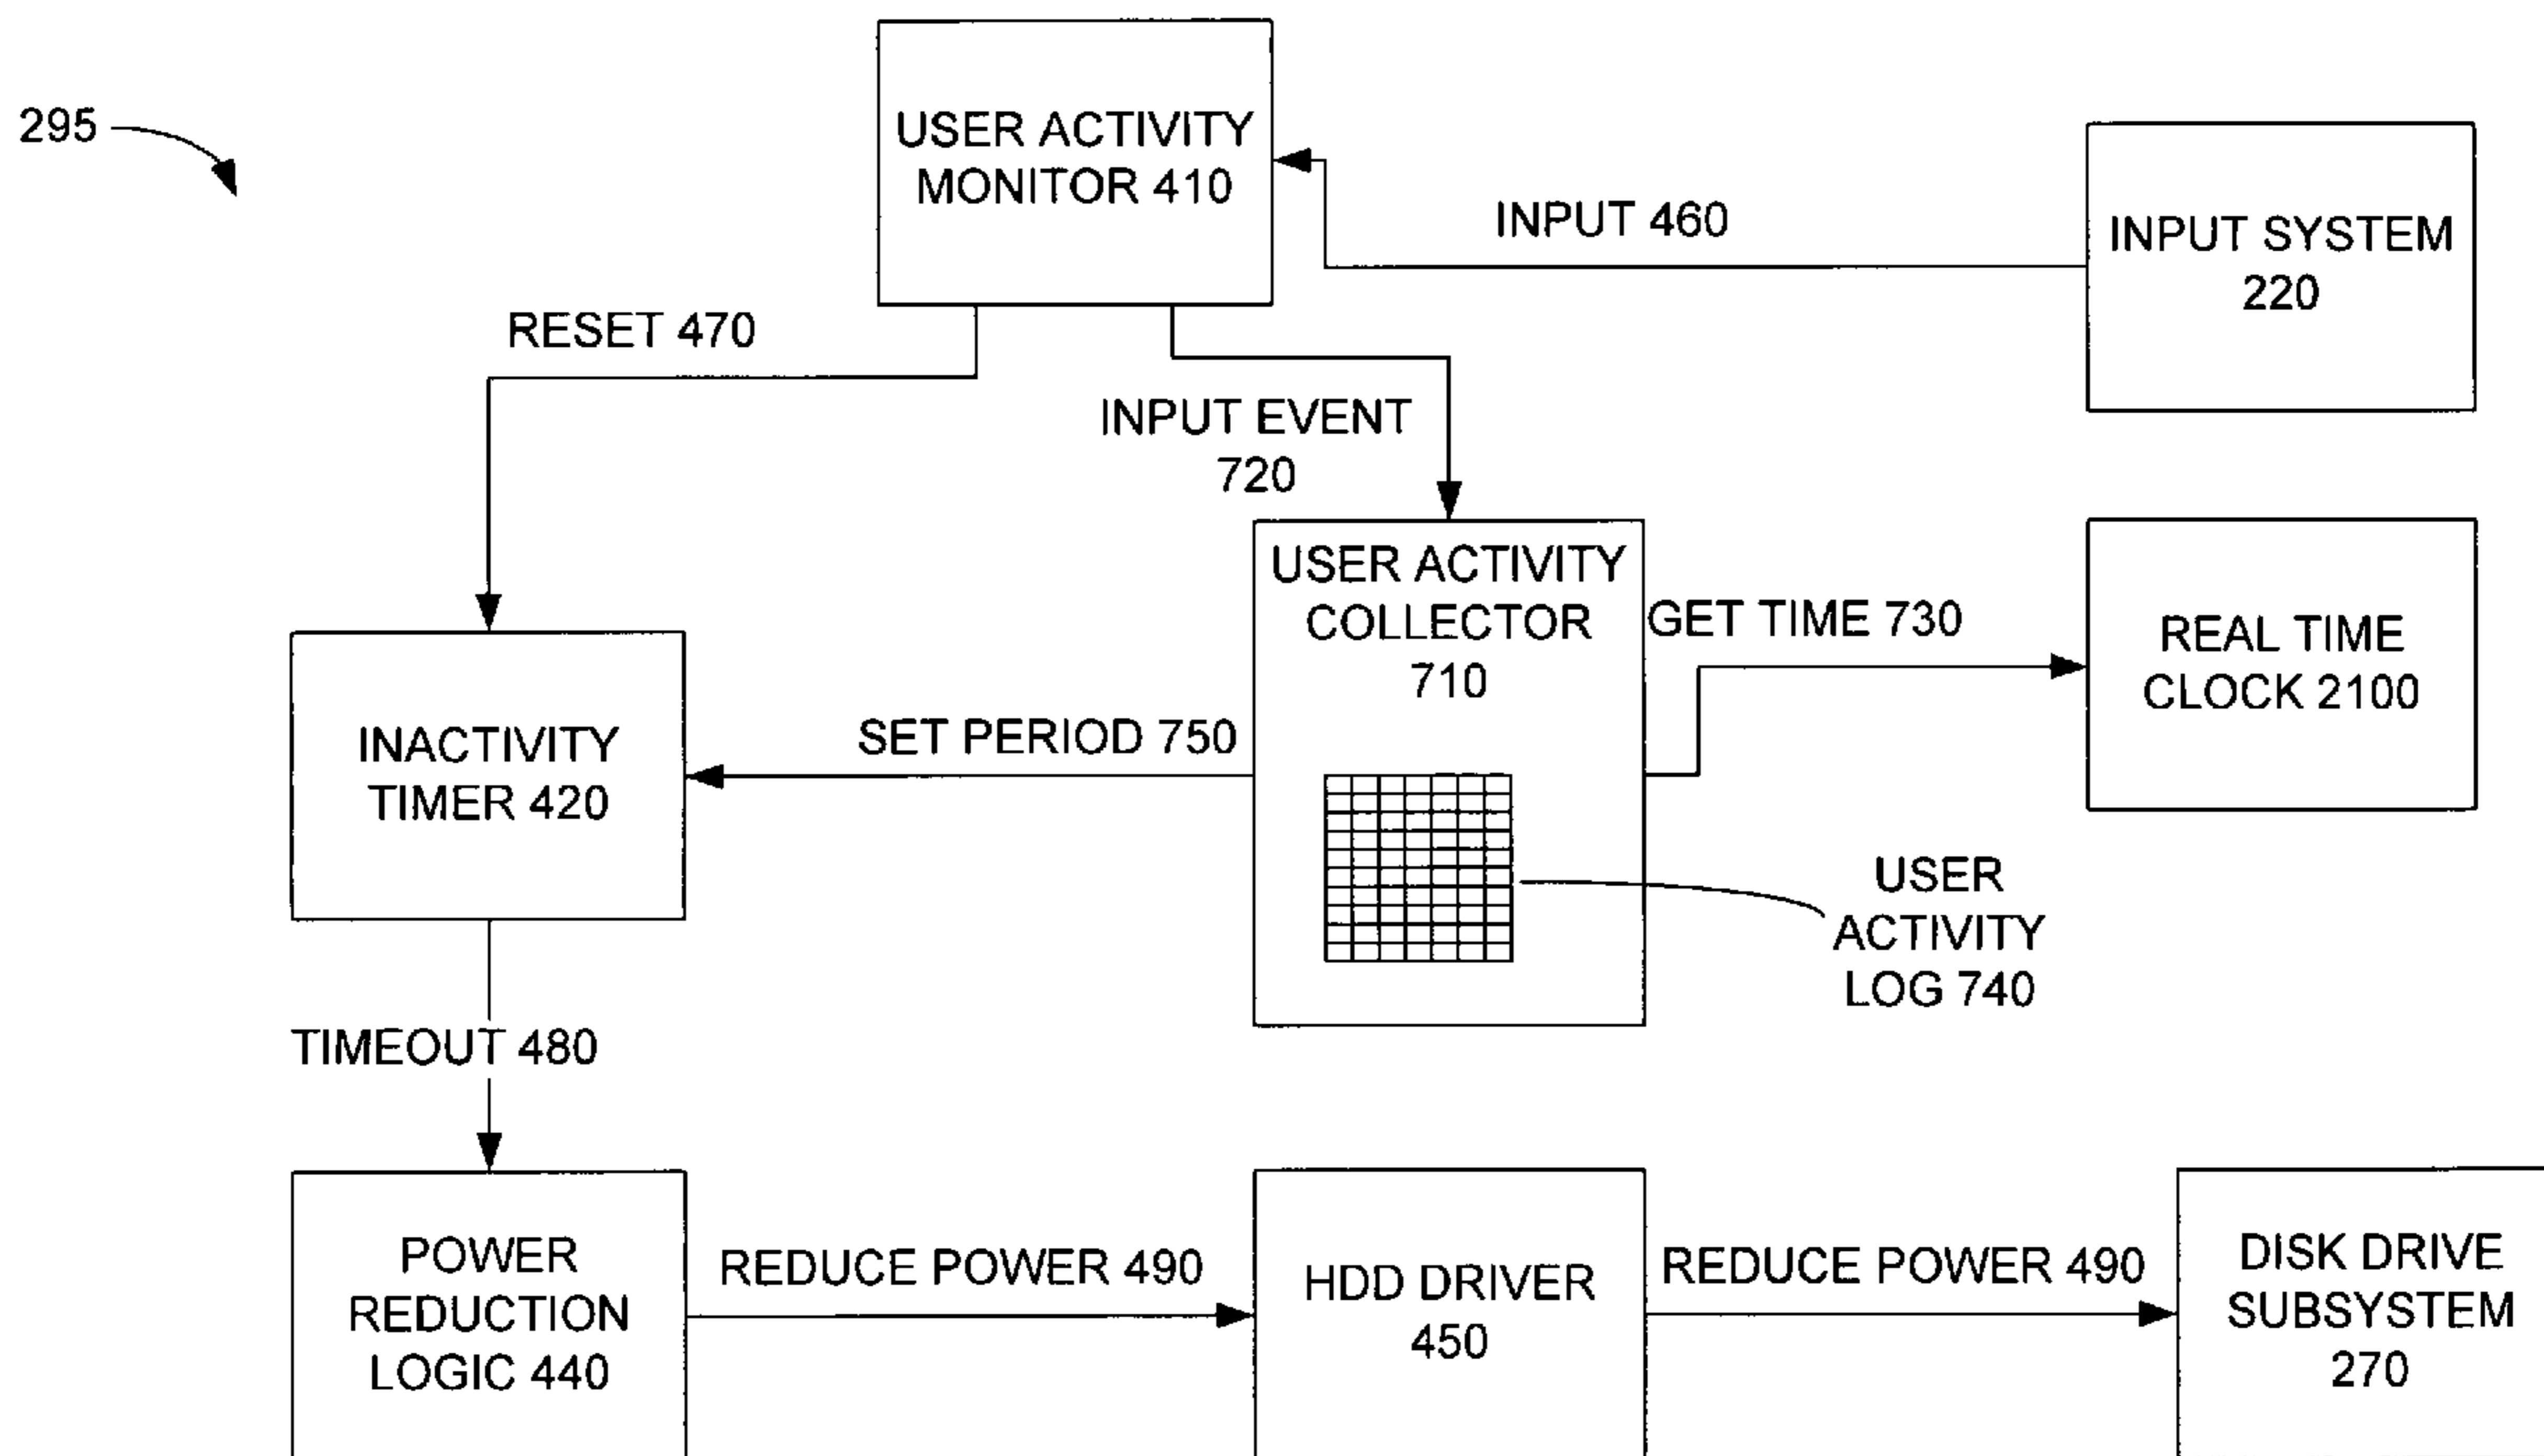 295
USER ACTIVITY
MONITOR 410
INPUT 460
INPUT SYSTEM
220
RESET 470
INPUT EVENT
720
USER ACTIVITY
COLLECTOR
710
GET TIME 730
REAL TIME
CLOCK 2100
SET PERIOD 750
INACTIVITY
TIMER 420
USER
ACTIVITY
LOG 740
TIMEOUT 480
POWER
REDUCTION
LOGIC 440
REDUCE POWER 490
HDD DRIVER
450
REDUCE POWER 490
DISK DRIVE
SUBSYSTEM
270